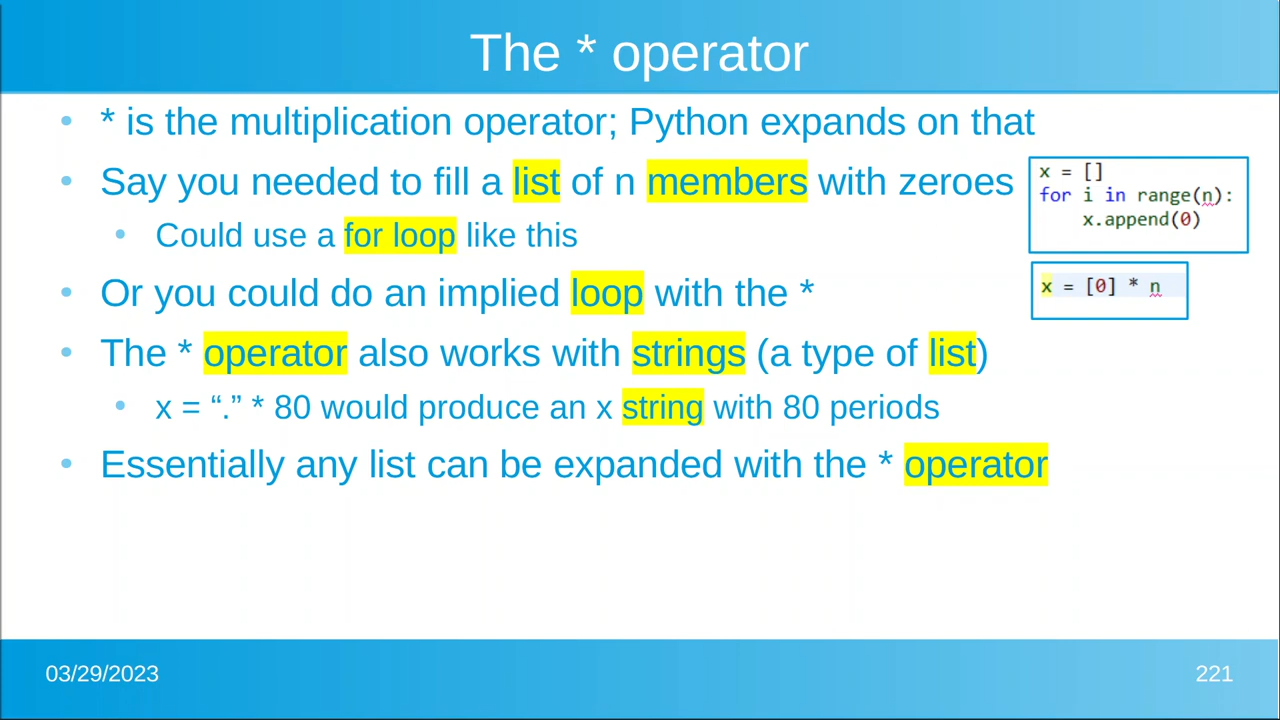 The * operator
* is the multiplication operator; Python expands on that
Say you needed to fill a list of n members with zeroes
Could use a for loop like this
x = []
for i in range(n):
    x.append(0)
Or you could do an implied loop with the *
x = [0] * n
The * operator also works with strings (a type of list)
x = “.” * 80 would produce an x string with 80 periods
Essentially any list can be expanded with the * operator
03/29/2023
221